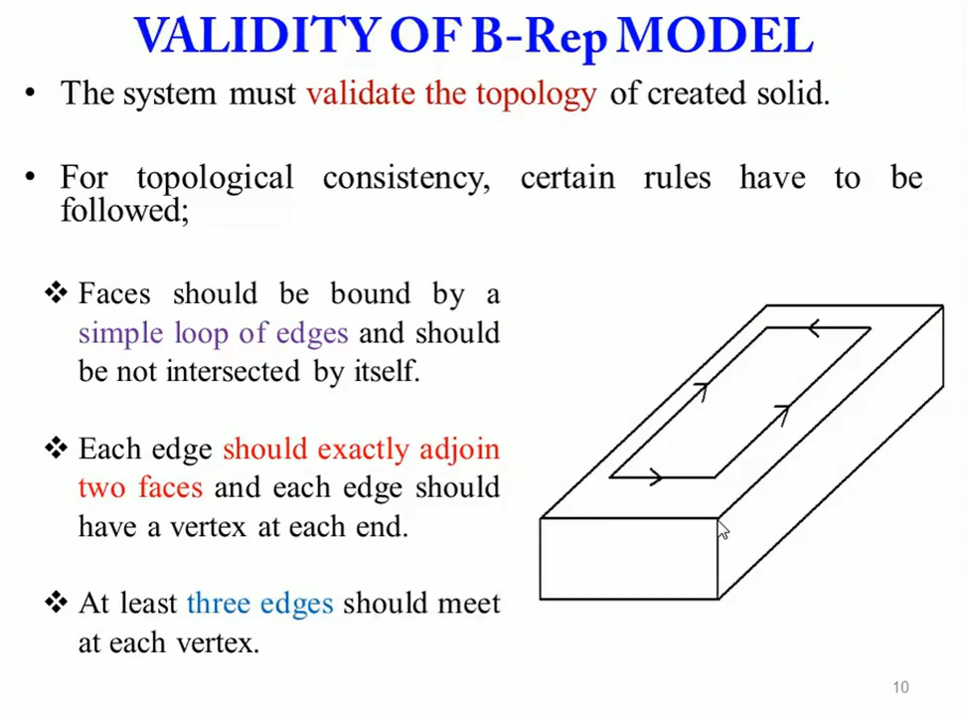 VALIDITY OF B-Rep MODEL
• The system must validate the topology of created solid.
• For topological consistency, certain rules have to be
followed;
❖ Faces should be bound by a
simple loop of edges and should
be not intersected by itself.
❖ Each edge should exactly adjoin
two faces and each edge should
have a vertex at each end.
❖ At least three edges should meet
at each vertex.
10